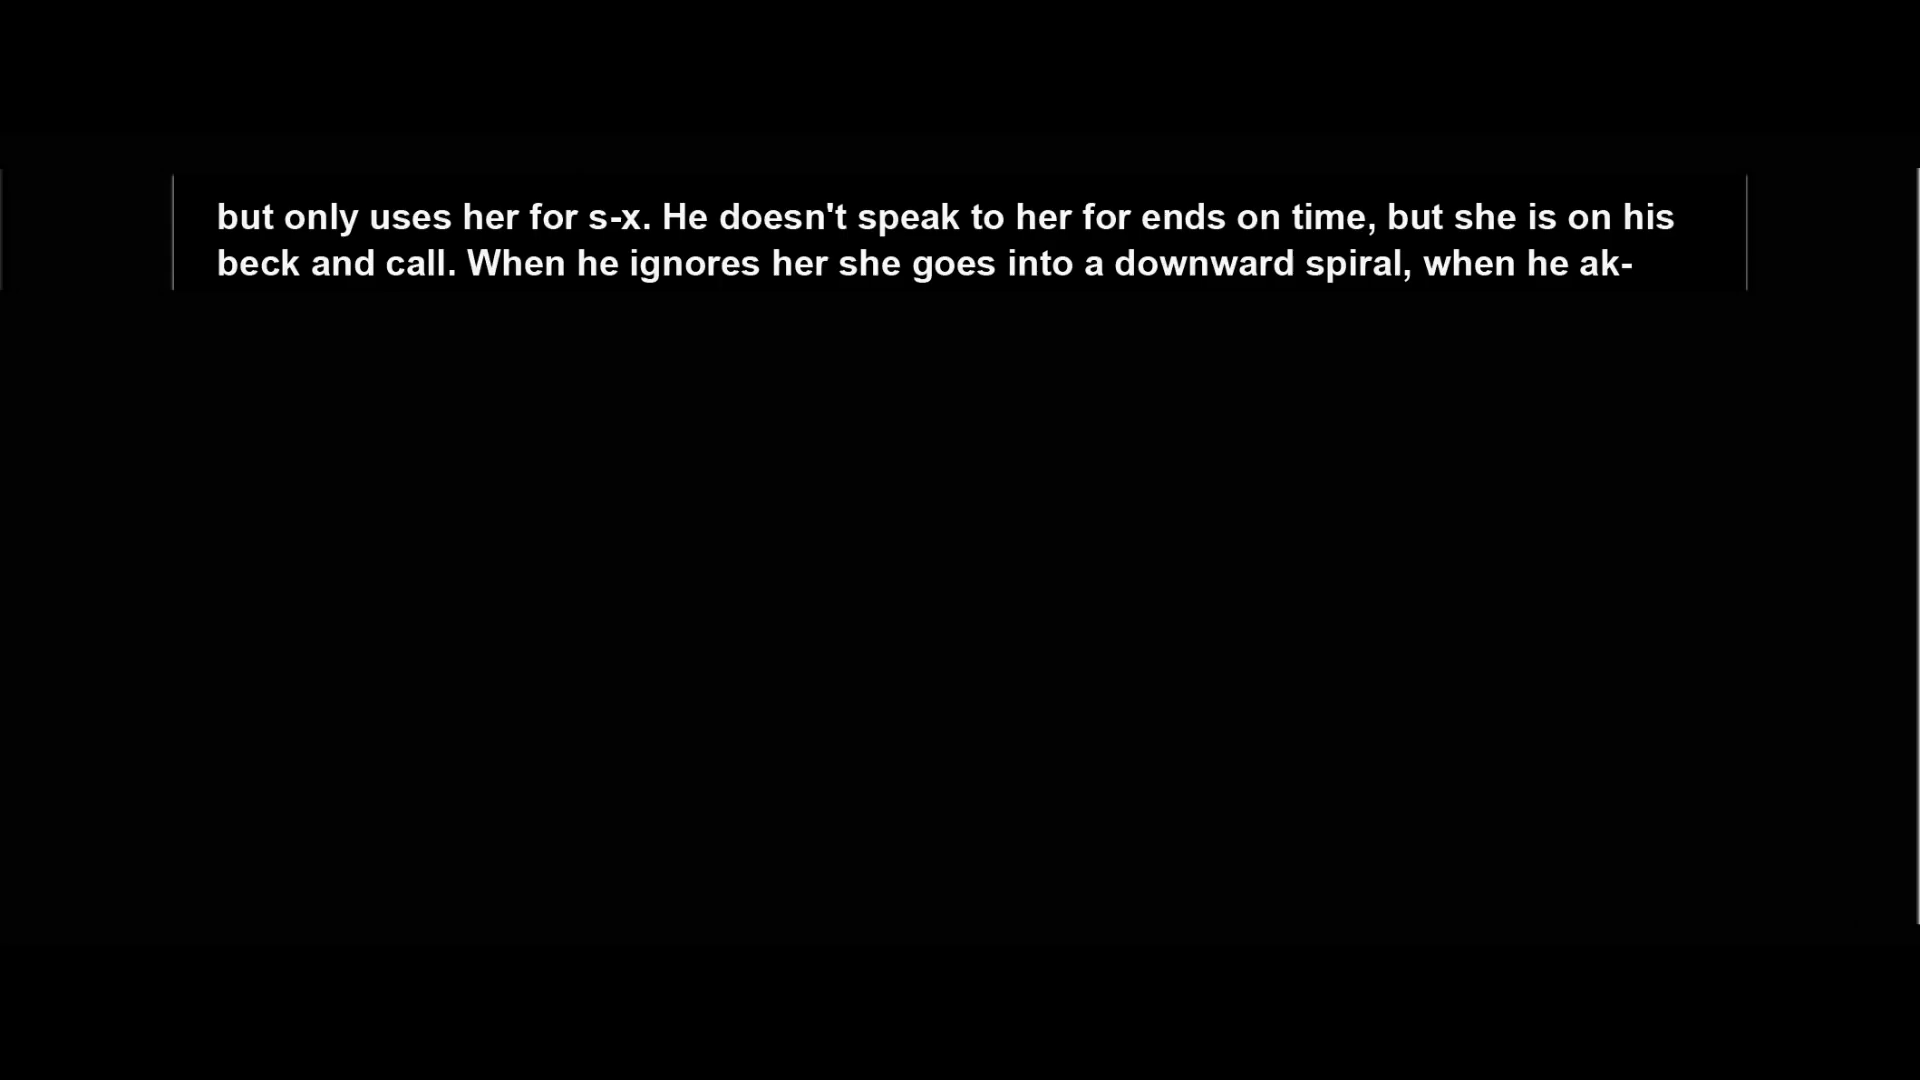 but only uses her for s-x. He doesn't speak to her for ends on time, but she is on his
beck and call. When he ignores her she goes into a downward spiral, when he ak-